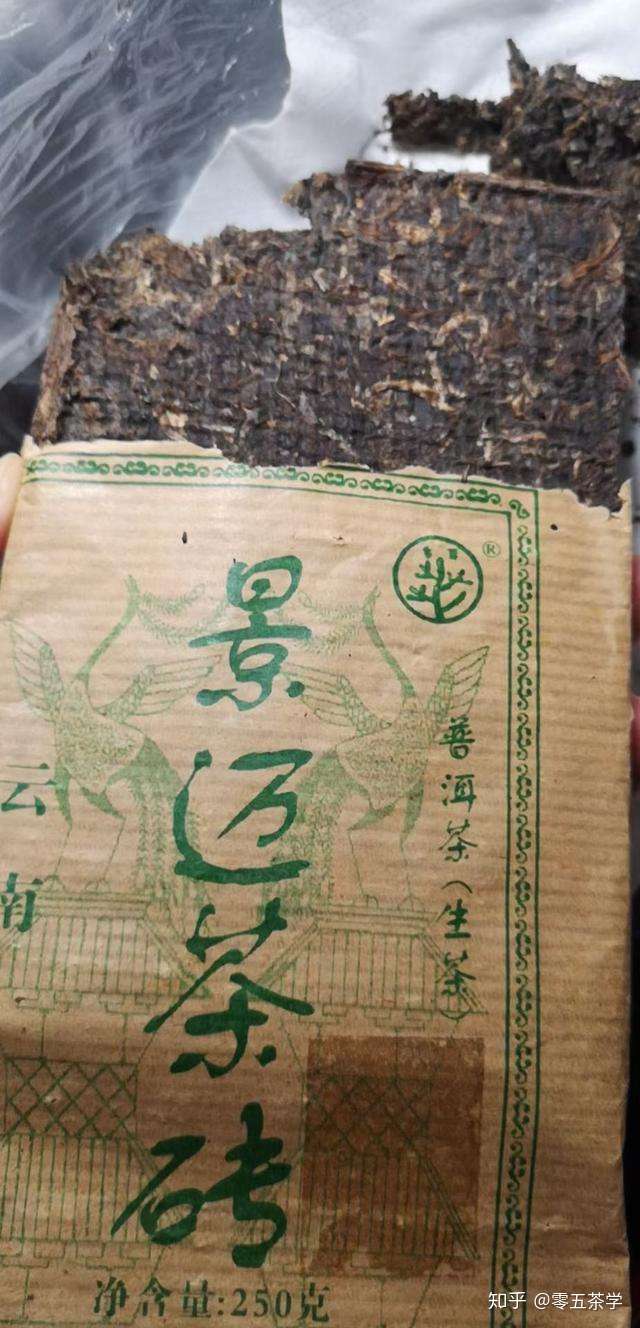 云南
景迈茶砖
®
普洱茶（生茶）
净含量:250克
知乎 @零五茶学